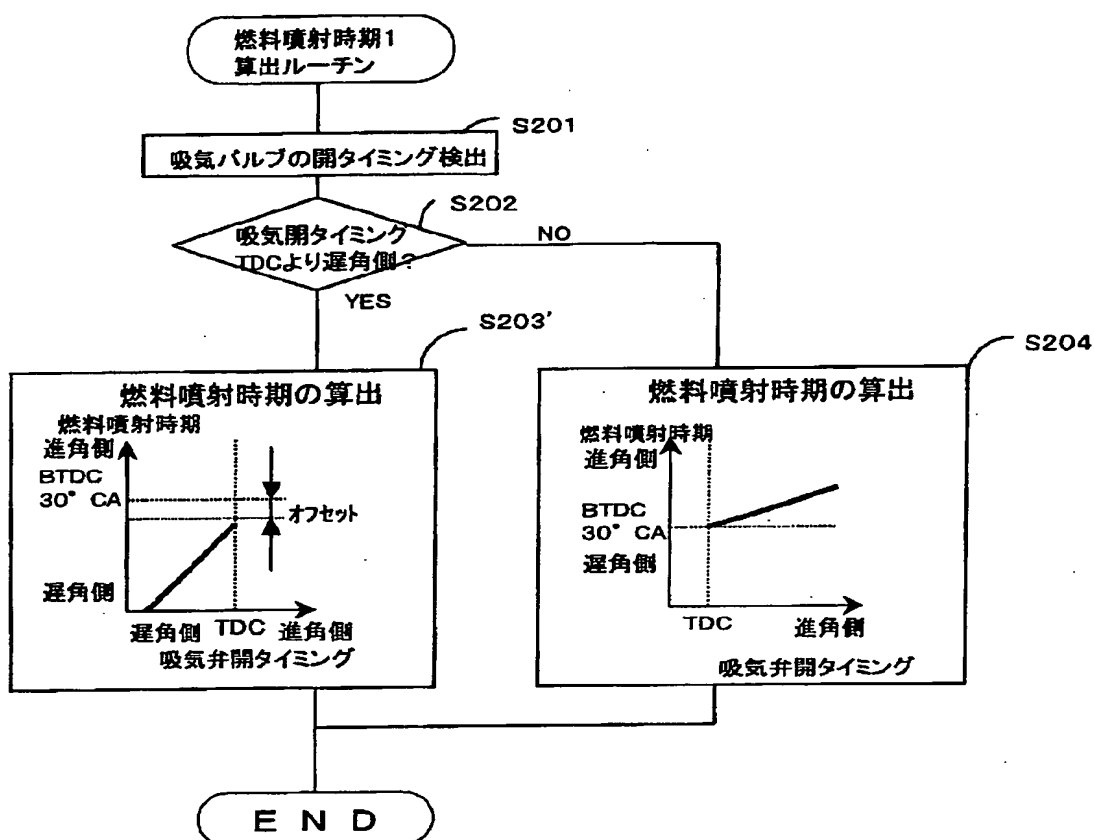 燃料噴射時期1
算出ルーチン
S201
吸気バルブの開タイミング検出
S202
吸気開タイミング
TDCより遅角側?
NO
YES
S203'
燃料噴射時期の算出
燃料噴射時期
進角側
BTDC
30° CA
オフセット
遅角側
遅角側 TDC 進角側
吸気弁開タイミング
S204
燃料噴射時期の算出
燃料噴射時期
進角側
BTDC
30° CA
遅角側
TDC 進角側
吸気弁開タイミング
END